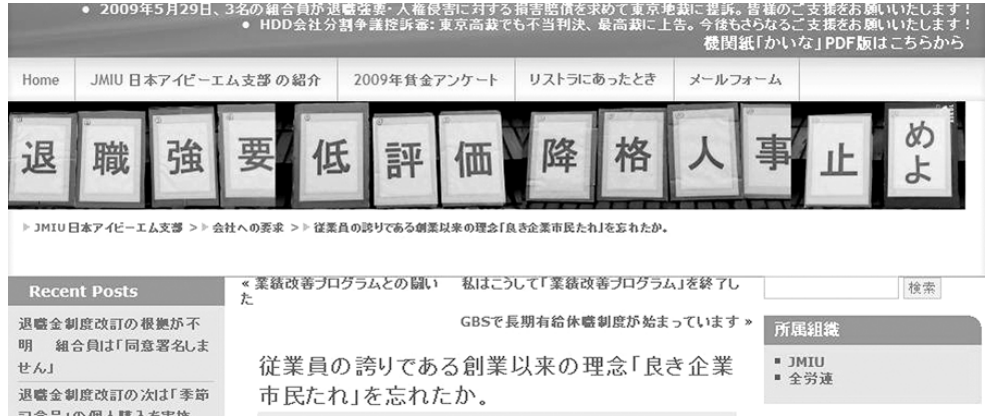 • 2009年5月29日、3名の組合員が退職強要・人権侵害に対する損害賠償を求めて東京地裁に提訴。皆様のご支援をお願いいたします！
• HDD会社分割争議控訴審：東京高裁でも不当判決、最高裁に上告。今後もさらなるご支援をお願いいたします！
機関紙「かいな」PDF版はこちらから
Home JMIU 日本アイビーエム支部 の紹介 2009年賃金アンケート リストラにあったとき メールフォーム
退職強要低評価降格人事止めよ
JMIU日本アイビーエム支部 > 会社への要求 > 従業員の誇りである創業以来の理念「良き企業市民たれ」を忘れたか。
Recent Posts
退職金制度改訂の根拠が不
明 組合員は「同意署名しま
せん」
退職金制度改訂の次は「季節
« 業績改善プログラムとの闘い 私はこうして「業績改善プログラム」を終了し
た
GBSで長期有給休職制度が始まっています »
従業員の誇りである創業以来の理念「良き企業
市民たれ」を忘れたか。
検索
所属組織
▪ JMIU
▪ 全労連